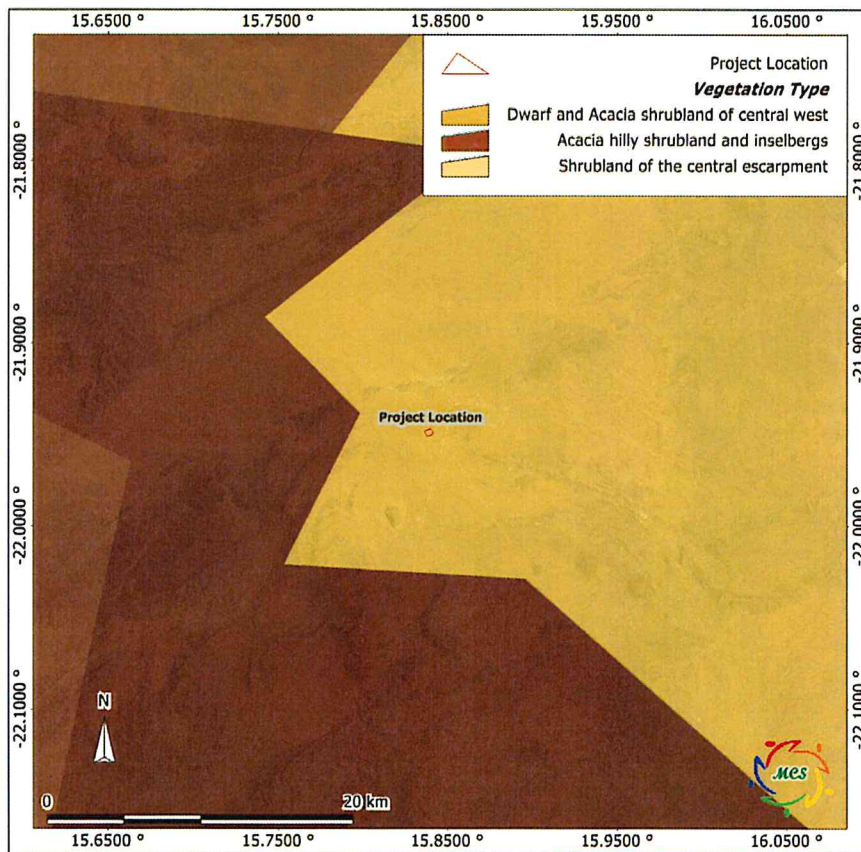 15.6500 ° 15.7500 ° 15.8500 ° 15.9500 ° 16.0500 °
Project Location
Vegetation Type
Dwarf and Acacia shrubland of central west
Acacia hilly shrubland and inselbergs
Shrubland of the central escarpment
-21.8000 ° -21.8000 °
-21.9000 ° -21.9000 °
Project Location
-22.0000 ° -22.0000 °
-22.1000 ° -22.1000 °
N
MCS
0 20 km
15.6500 ° 15.7500 ° 15.8500 ° 15.9500 ° 16.0500 °